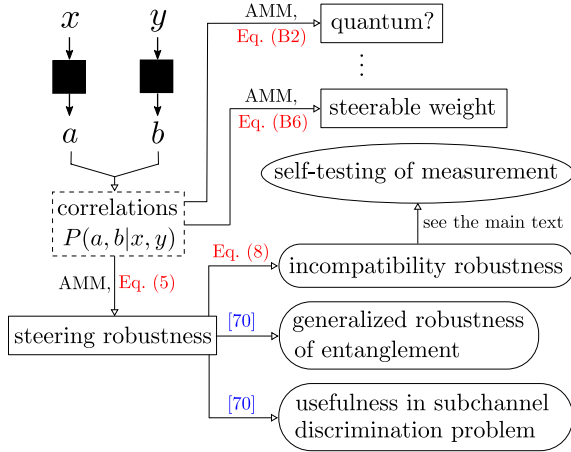 x
y
a
b
AMM,
Eq. (B2)
quantum?
⋮
AMM,
Eq. (B6)
steerable weight
self-testing of measurement
see the main text
correlations
P(a, b|x, y)
AMM, Eq. (5)
Eq. (8)
incompatibility robustness
steering robustness
[70]
generalized robustness
of entanglement
[70]
usefulness in subchannel
discrimination problem